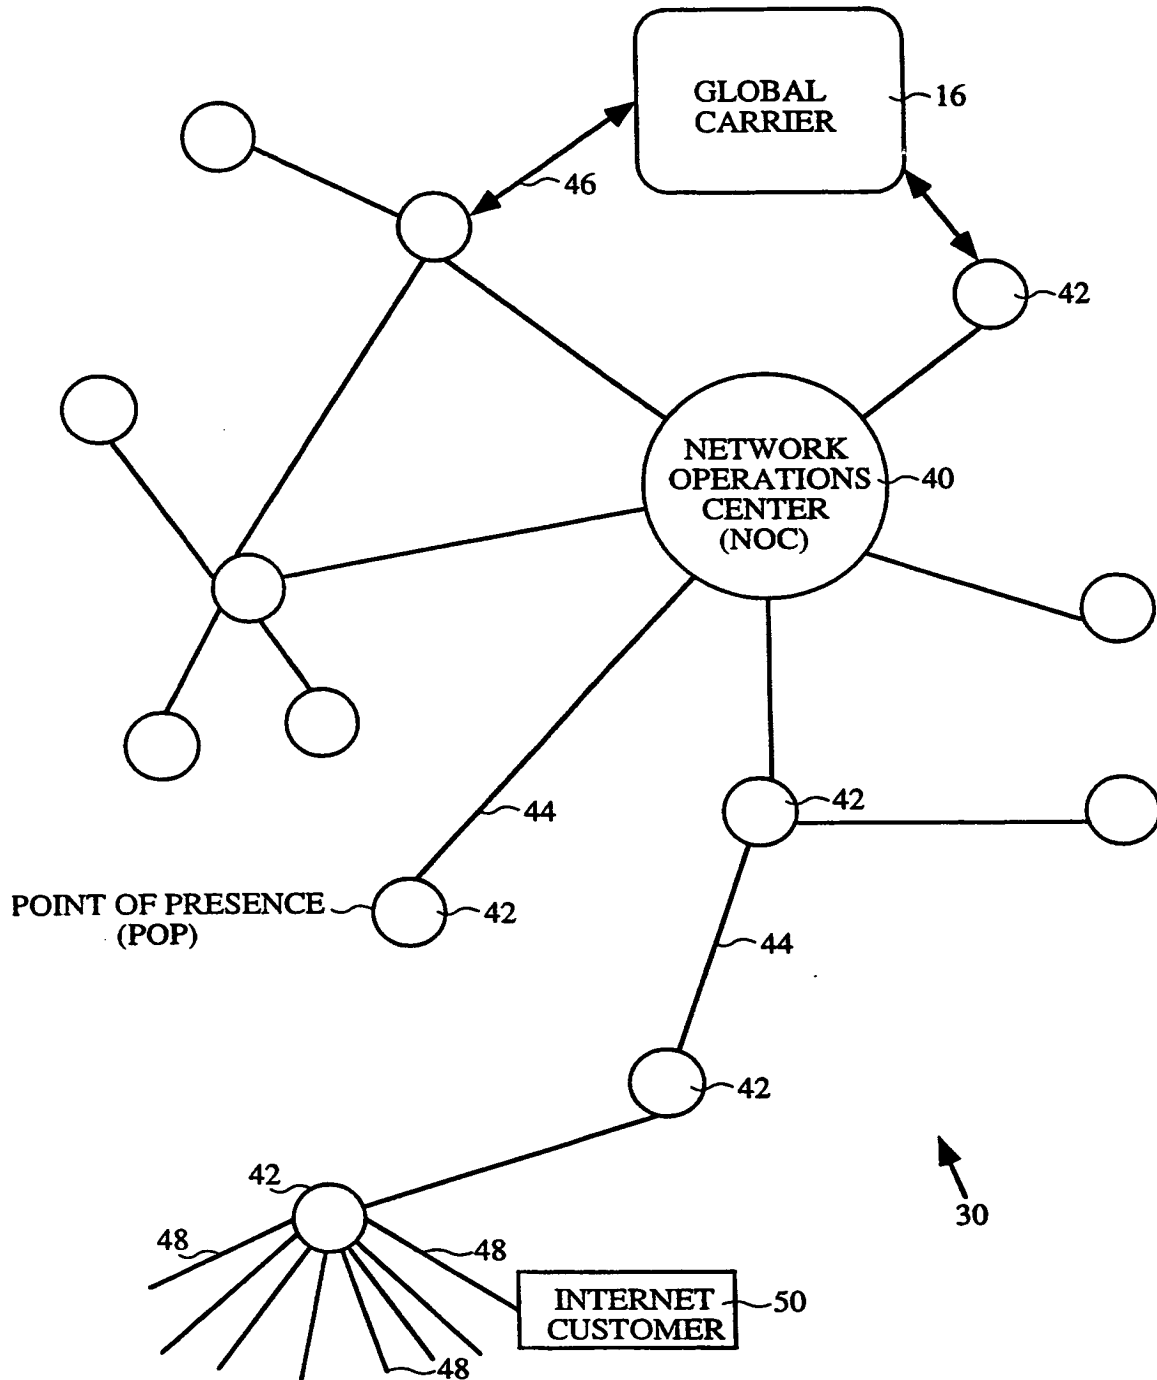 GLOBAL
CARRIER
16
46
42
NETWORK
OPERATIONS
CENTER
(NOC)
40
44
42
POINT OF PRESENCE
(POP)
42
44
42
42
30
48
48
INTERNET
CUSTOMER
50
48